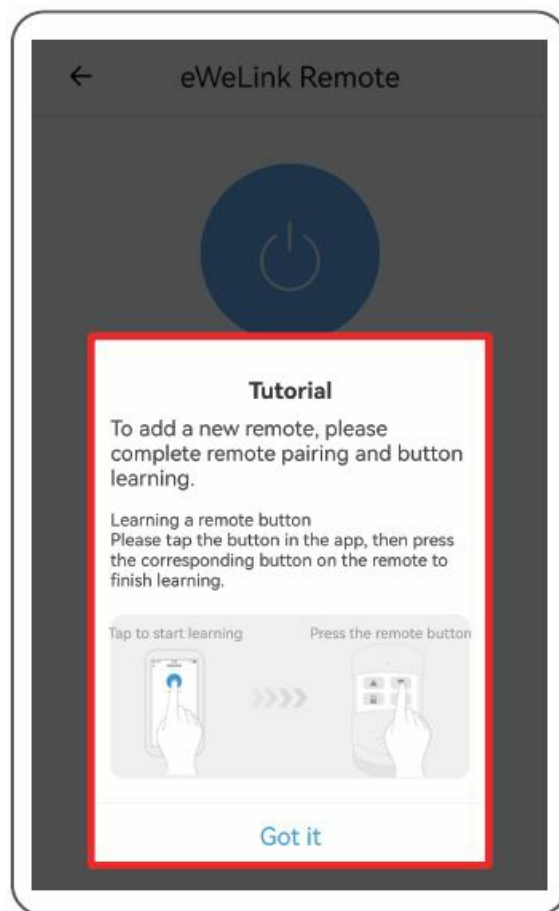 eWeLink Remote
Tutorial
To add a new remote, please
complete remote pairing and button
learning.
Learning a remote button
Please tap the button in the app, then press
the corresponding button on the remote to
finish learning.
Tap to start learning
Press the remote button
Got it